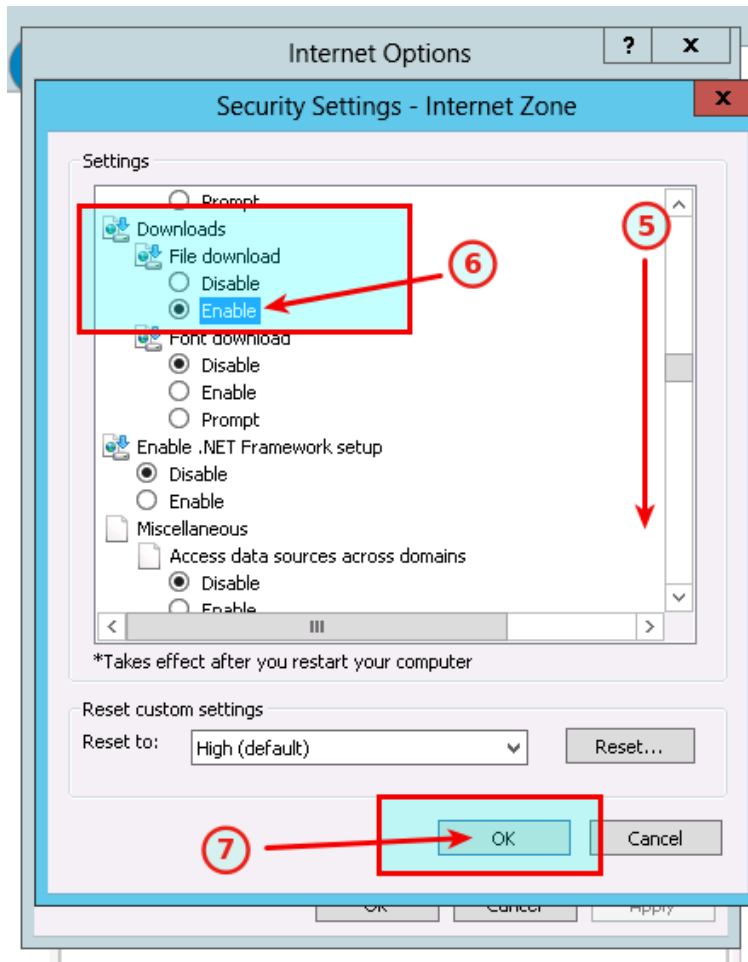 Internet Options
?
x
Security Settings - Internet Zone
x
Settings
Prompt
Downloads
5
File download
6
Disable
Enable
Font download
Disable
Enable
Prompt
Enable .NET Framework setup
Disable
Enable
Miscellaneous
Access data sources across domains
Disable
Enable
*Takes effect after you restart your computer
Reset custom settings
Reset to:
High (default)
Reset...
7
OK
Cancel
OK
Cancel
Apply